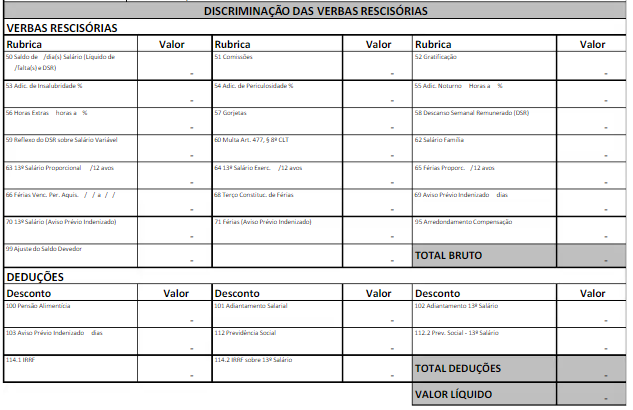 DISCRIMINAÇÃO DAS VERBAS RESCISÓRIAS
VERBAS RESCISÓRIAS
Rubrica Valor Rubrica Valor Rubrica Valor
50 Saldo de /dia(s) Salário (Líquido de
/falta(s) e DSR) - 51 Comissões - 52 Gratificação -
53 Adic. de Insalubridade % - 54 Adic. de Periculosidade % - 55 Adic. Noturno Horas a % -
56 Horas Extras horas a % - 57 Gorjetas - 58 Descanso Semanal Remunerado (DSR) -
59 Reflexo do DSR sobre Salário Variável - 60 Multa Art. 477, § 8º CLT - 62 Salário Família -
63 13º Salário Proporcional /12 avos - 64 13º Salário Exerc. /12 avos - 65 Férias Proporc. /12 avos -
66 Férias Venc. Per. Aquis. / / a / / - 68 Terço Constituc. de Férias - 69 Aviso Prévio Indenizado dias -
70 13º Salário (Aviso Prévio Indenizado) - 71 Férias (Aviso Prévio Indenizado) - 95 Arredondamento Compensação -
99 Ajuste do Saldo Devedor - TOTAL BRUTO -
DEDUÇÕES
Desconto Valor Desconto Valor Desconto Valor
100 Pensão Alimentícia - 101 Adiantamento Salarial - 102 Adiantamento 13º Salário -
103 Aviso Prévio Indenizado dias - 112 Previdência Social - 112.2 Prev. Social - 13º Salário -
114.1 IRRF - 114.2 IRRF sobre 13º Salário - TOTAL DEDUÇÕES -
VALOR LÍQUIDO -